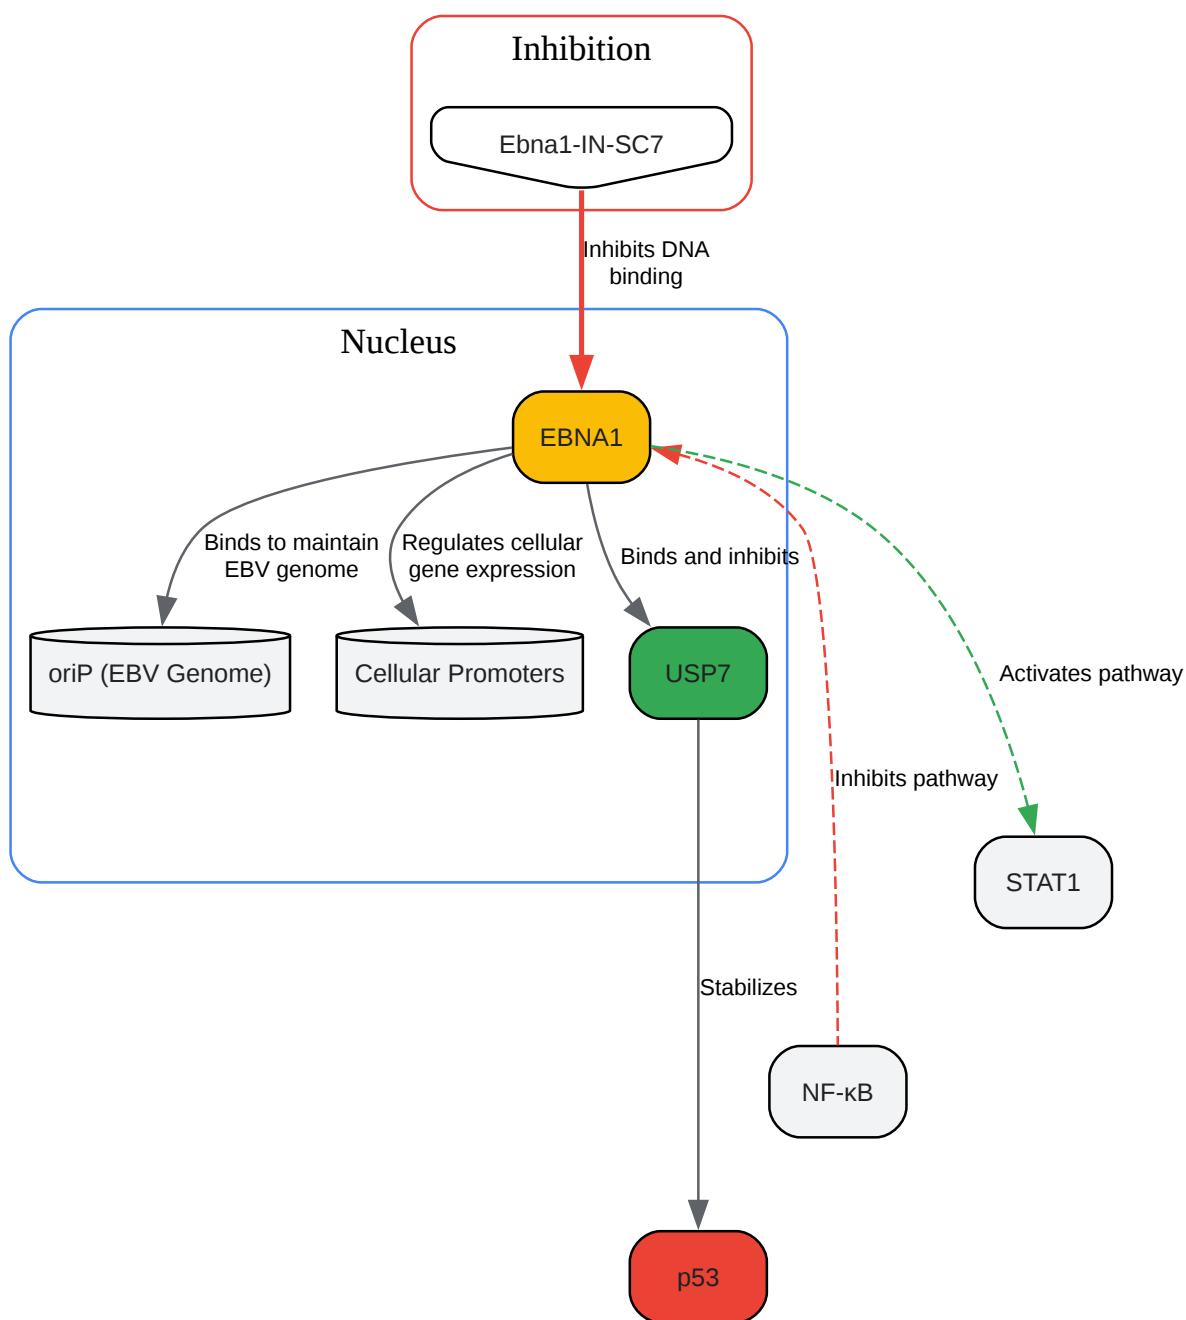 Inhibition
Ebna1-IN-SC7
Inhibits DNA
binding
Nucleus
EBNA1
Binds to maintain
EBV genome
Regulates cellular
gene expression
Binds and inhibits
oriP (EBV Genome)
Cellular Promoters
USP7
Activates pathway
Inhibits pathway
STAT1
Stabilizes
NF-κB
p53